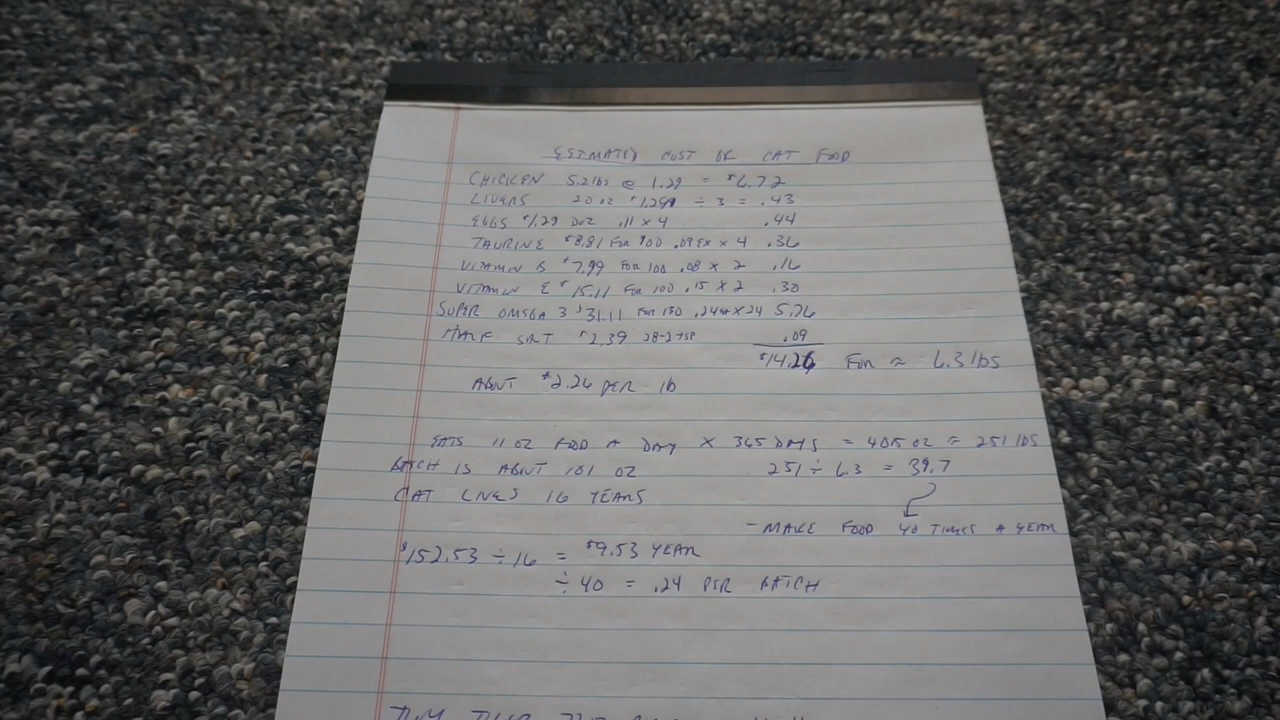 ESTIMATED COST OF CAT FOOD
CHICKEN 5.2 lbs @ 1.29 = $6.72
LIVERS 20 oz $1.29 ÷ 3 = .43
EGGS $1.29 DOZ .11 x 4 .44
TAURINE $8.81 FOR 100 .09 x 4 .36
VITAMIN B $7.99 FOR 100 .08 x 2 .16
VITAMIN E $15.11 FOR 100 .15 x 2 .30
SUPER OMEGA 3 $31.11 FOR 130 .24 x 24 5.76
SALT $2.39 .09
$14.26 FOR ≈ 6.3 lbs
ABOUT $2.26 PER lb
EATS 11 OZ FOOD A DAY X 365 DAYS = 4015 OZ = 251 lbs
BATCH IS ABOUT 101 OZ 251 ÷ 6.3 = 39.7
CAT LIVES 16 YEARS
- MAKE FOOD 40 TIMES A YEAR
$152.53 ÷ 16 = $9.53 YEAR
÷ 40 = .24 PER BATCH